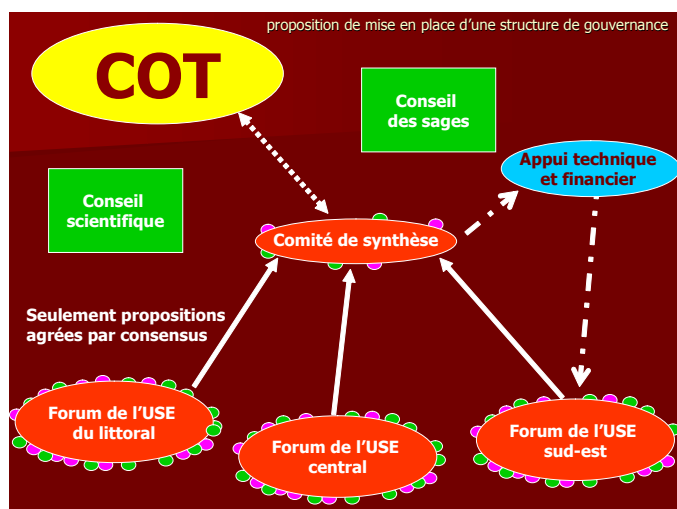 proposition de mise en place d'une structure de gouvernance
COT
Conseil
des sages
Appui technique
et financier
Conseil
scientifique
Comité de synthèse
Seulement propositions
agrées par consensus
Forum de l'USE
du littoral
Forum de l'USE
central
Forum de l'USE
sud-est